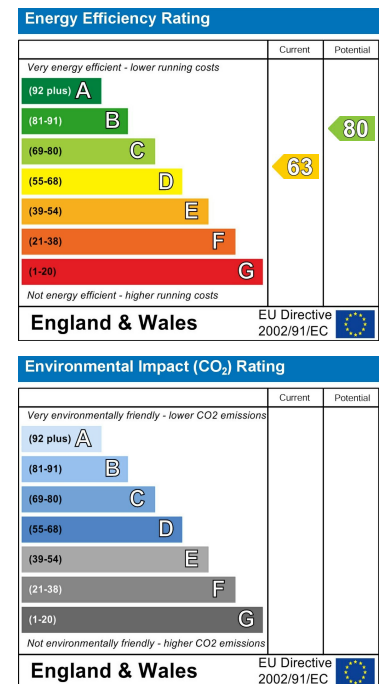 Energy Efficiency Rating
Current Potential
Very energy efficient - lower running costs
(92 plus) A
(81-91) B
80
(69-80) C
63
(55-68) D
(39-54) E
(21-38) F
(1-20) G
Not energy efficient - higher running costs
England & Wales
EU Directive
2002/91/EC
Environmental Impact (CO₂) Rating
Current Potential
Very environmentally friendly - lower CO2 emissions
(92 plus) A
(81-91) B
(69-80) C
(55-68) D
(39-54) E
(21-38) F
(1-20) G
Not environmentally friendly - higher CO2 emissions
England & Wales
EU Directive
2002/91/EC